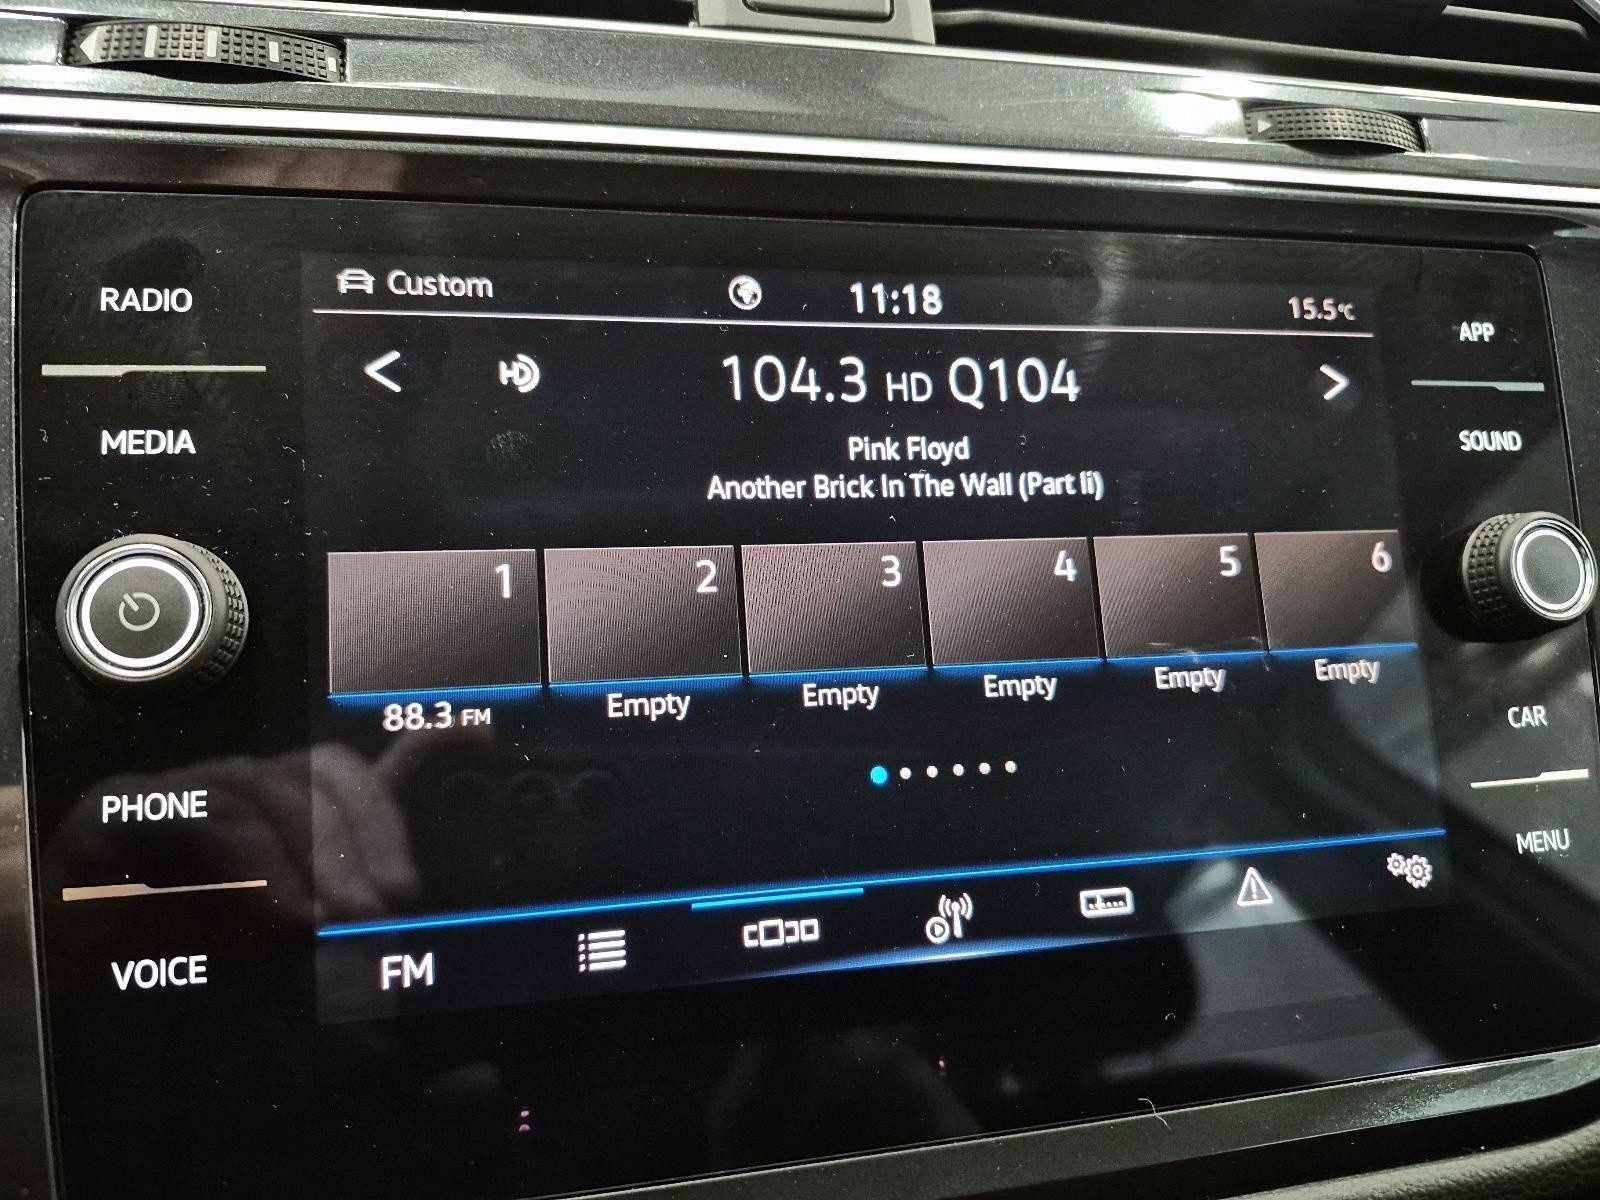 RADIO
MEDIA
PHONE
VOICE
Custom
11:18
15.5°C
< HD 104.3 HD Q104 >
Pink Floyd
Another Brick In The Wall (Part Ii)
1 2 3 4 5 6
88.3 FM Empty Empty Empty Empty Empty
FM
APP
SOUND
CAR
MENU